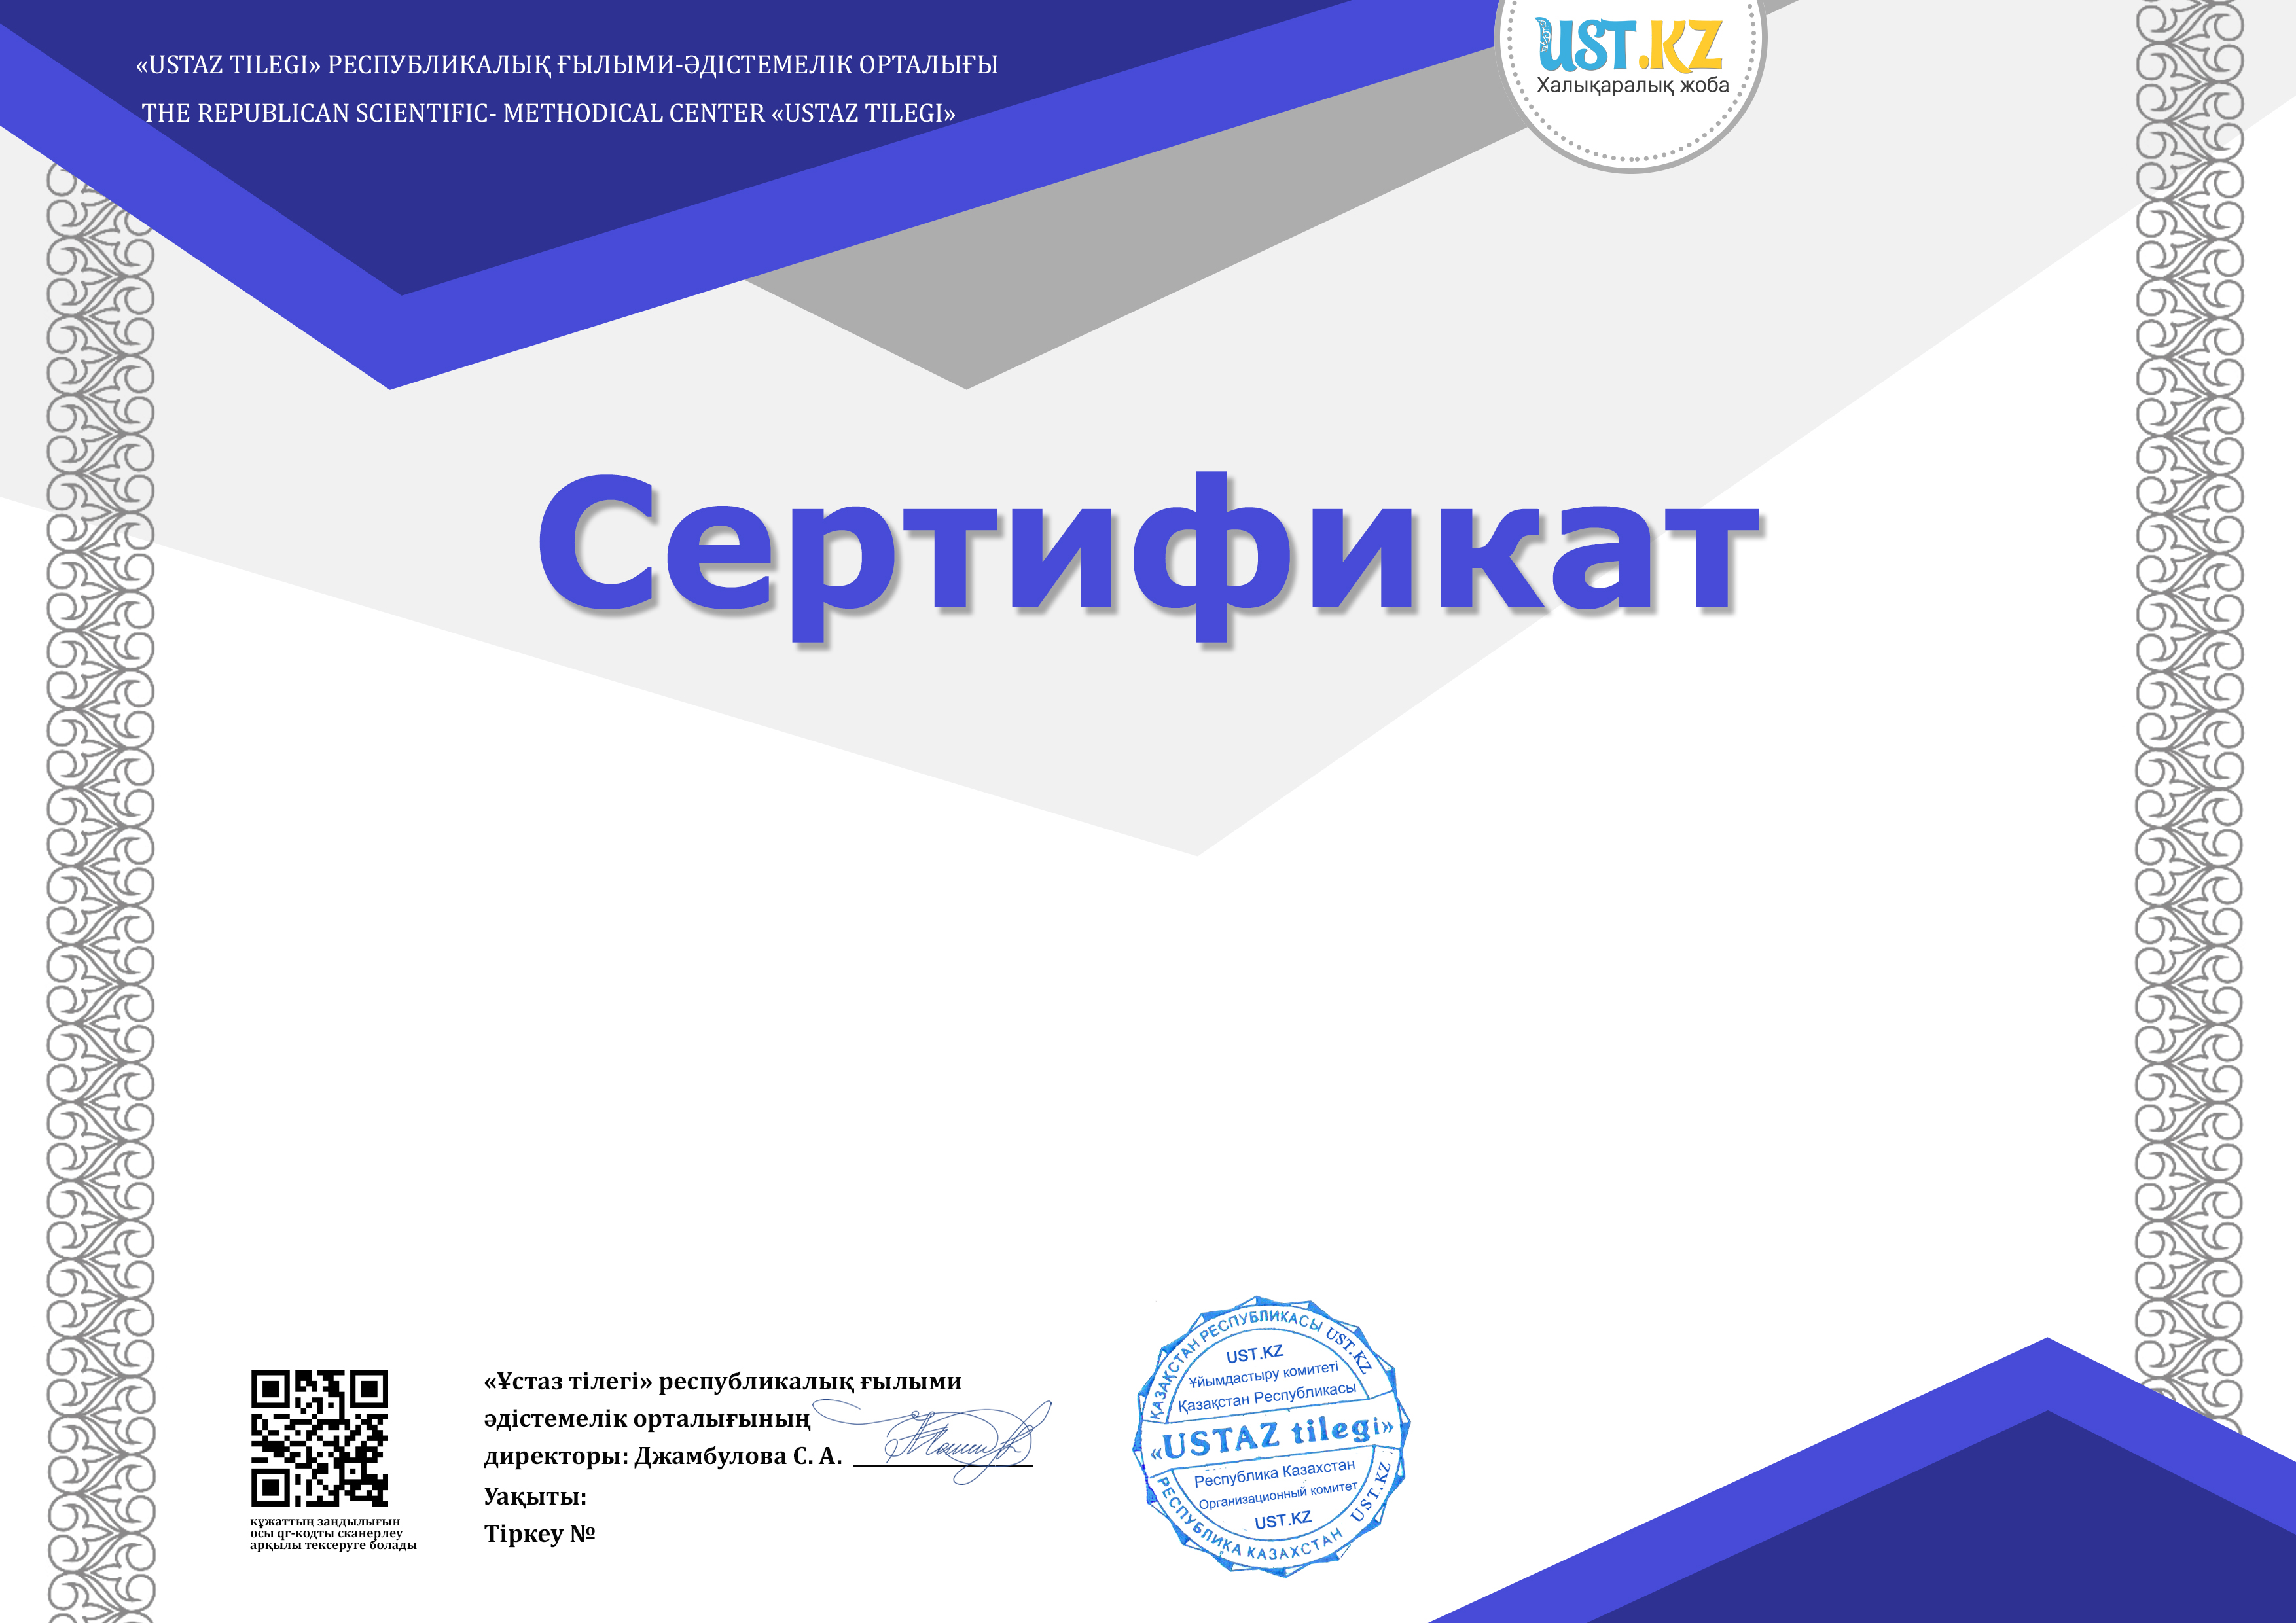 «USTAZ TILEGI» РЕСПУБЛИКАЛЫҚ ҒЫЛЫМИ-ӘДІСТЕМЕЛІК ОРТАЛЫҒЫ
THE REPUBLICAN SCIENTIFIC- METHODICAL CENTER «USTAZ TILEGI»
UST.KZ
Халықаралық жоба
Сертификат
«Ұстаз тілегі» республикалық ғылыми
әдістемелік орталығының
директоры: Джамбулова С. А.
Уақыты:
Тіркеу №
құжаттың заңдылығын
осы qr-кодты сканерлеу
арқылы тексеруге болады
ҚАЗАҚСТАН РЕСПУБЛИКАСЫ UST.KZ
UST.KZ
Ұйымдастыру комитеті
Қазақстан Республикасы
«USTAZ tilegi»
Республика Казахстан
Организационный комитет
UST.KZ
РЕСПУБЛИКА КАЗАХСТАН UST.KZ